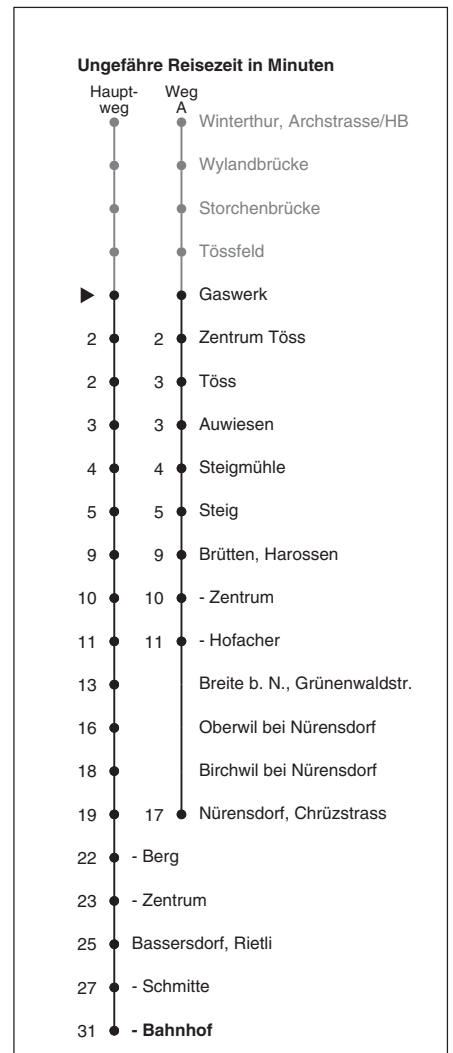 Ungefähre Reisezeit in Minuten
Haupt- Weg
weg A
Winterthur, Archstrasse/HB
Wylandbrücke
Storchenbrücke
Tössfeld
Gaswerk
2 2 Zentrum Töss
2 3 Töss
3 3 Auwiesen
4 4 Steigmühle
5 5 Steig
9 9 Brütten, Harossen
10 10 - Zentrum
11 11 - Hofacher
13 Breite b. N., Grünenwaldstr.
16 Oberwil bei Nürensdorf
18 Birchwil bei Nürensdorf
19 17 Nürensdorf, Chrüzstrass
22 - Berg
23 - Zentrum
25 Bassersdorf, Rietli
27 - Schmitte
31 - Bahnhof